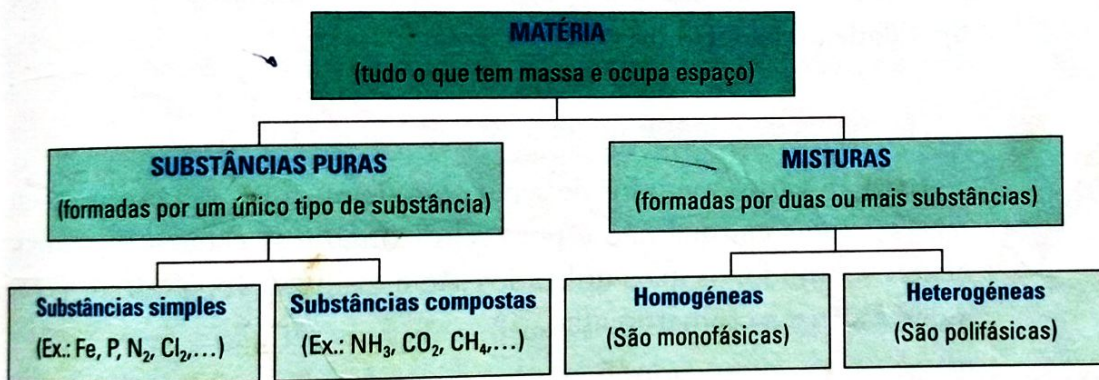 MATÉRIA
(tudo o que tem massa e ocupa espaço)
SUBSTÂNCIAS PURAS
(formadas por um único tipo de substância)
MISTURAS
(formadas por duas ou mais substâncias)
Substâncias simples
(Ex.: Fe, P, N₂, Cl₂,...)
Substâncias compostas
(Ex.: NH₃, CO₂, CH₄,...)
Homogéneas
(São monofásicas)
Heterogéneas
(São polifásicas)